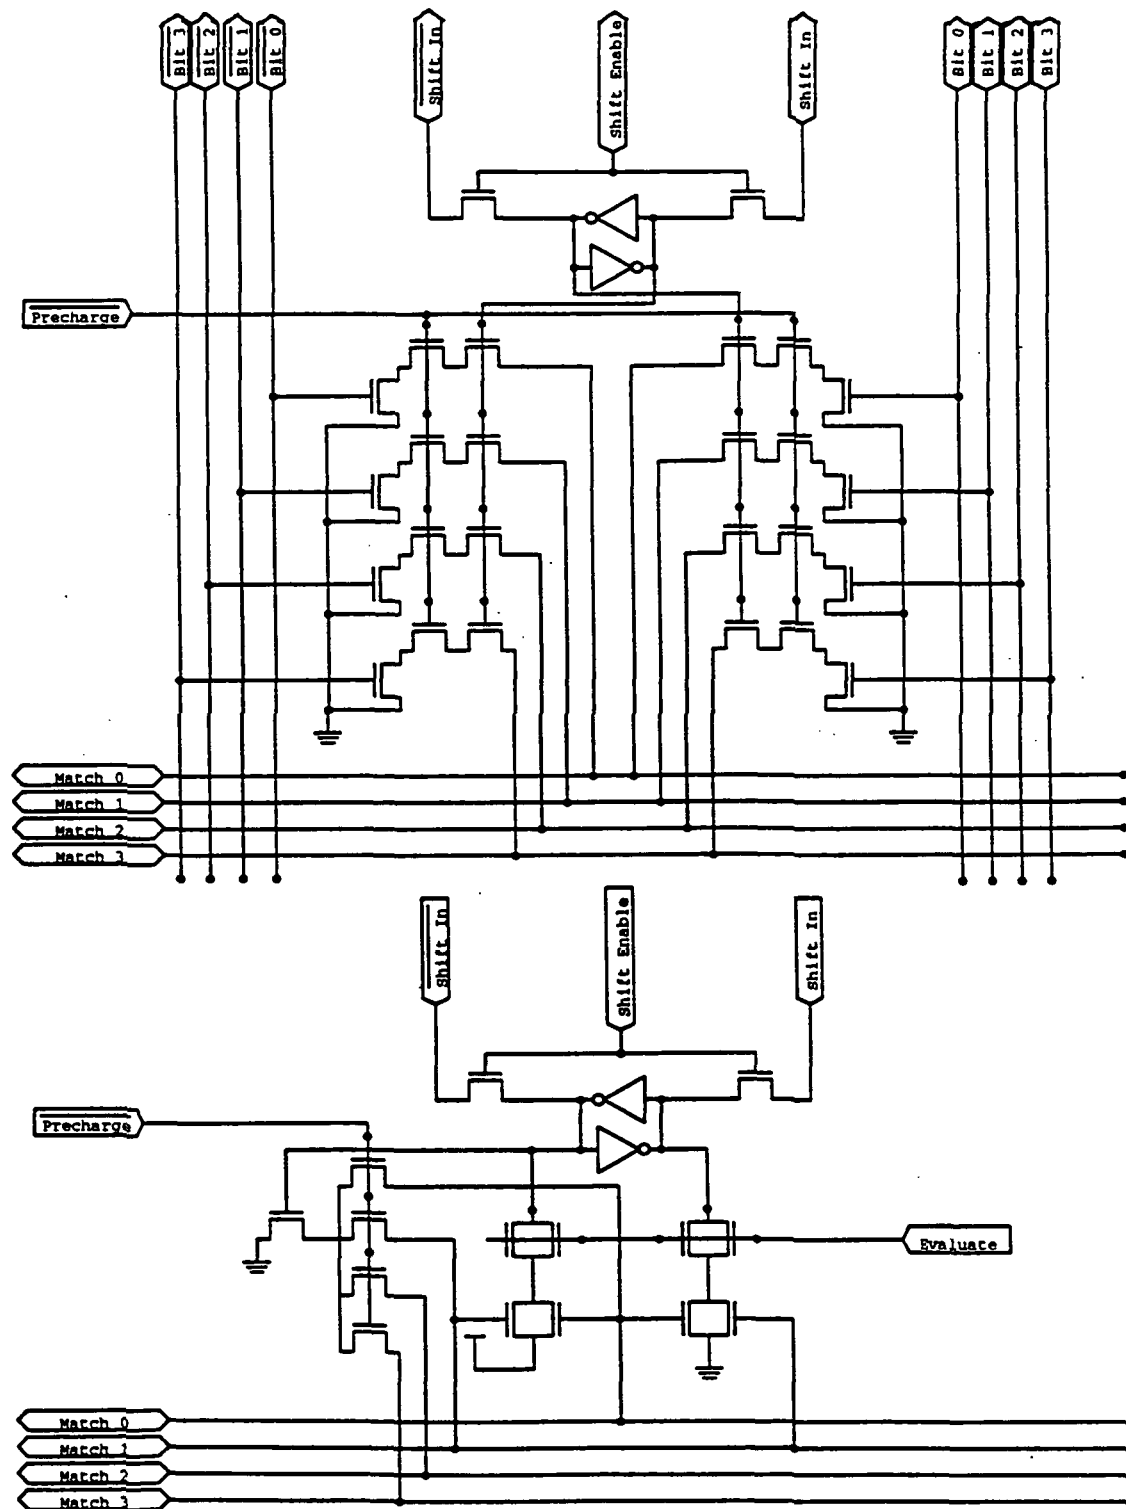 Bit 3
Bit 2
Bit 1
Bit 0
Shift In
Shift Enable
Shift In
Bit 0
Bit 1
Bit 2
Bit 3
Precharge
Match 0
Match 1
Match 2
Match 3
Shift In
Shift Enable
Shift In
Precharge
Evaluate
Match 0
Match 1
Match 2
Match 3